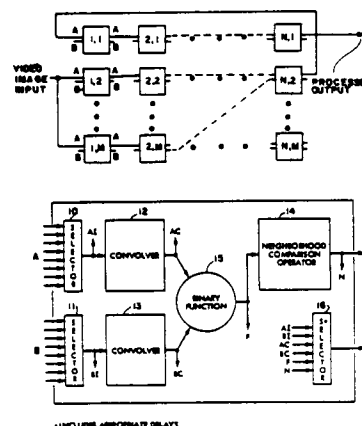 A A A
1,1 2,1 N,1
B B
A A
VIDEO IMAGE INPUT
1,2 2,2 N,2
B B
PROCESSED OUTPUT
A A
1,M 2,M N,M
B B
10 12 14
SELECTOR
A
AI
CONVOLVER
AC
15
NEIGHBORHOOD COMPARISON OPERATOR
N
BINARY FUNCTION
11 13 16
SELECTOR
B
BI
CONVOLVER
BC
F
AI
BI
AC
BC
F
N
SELECTOR
APPROPRIATE DELAYS